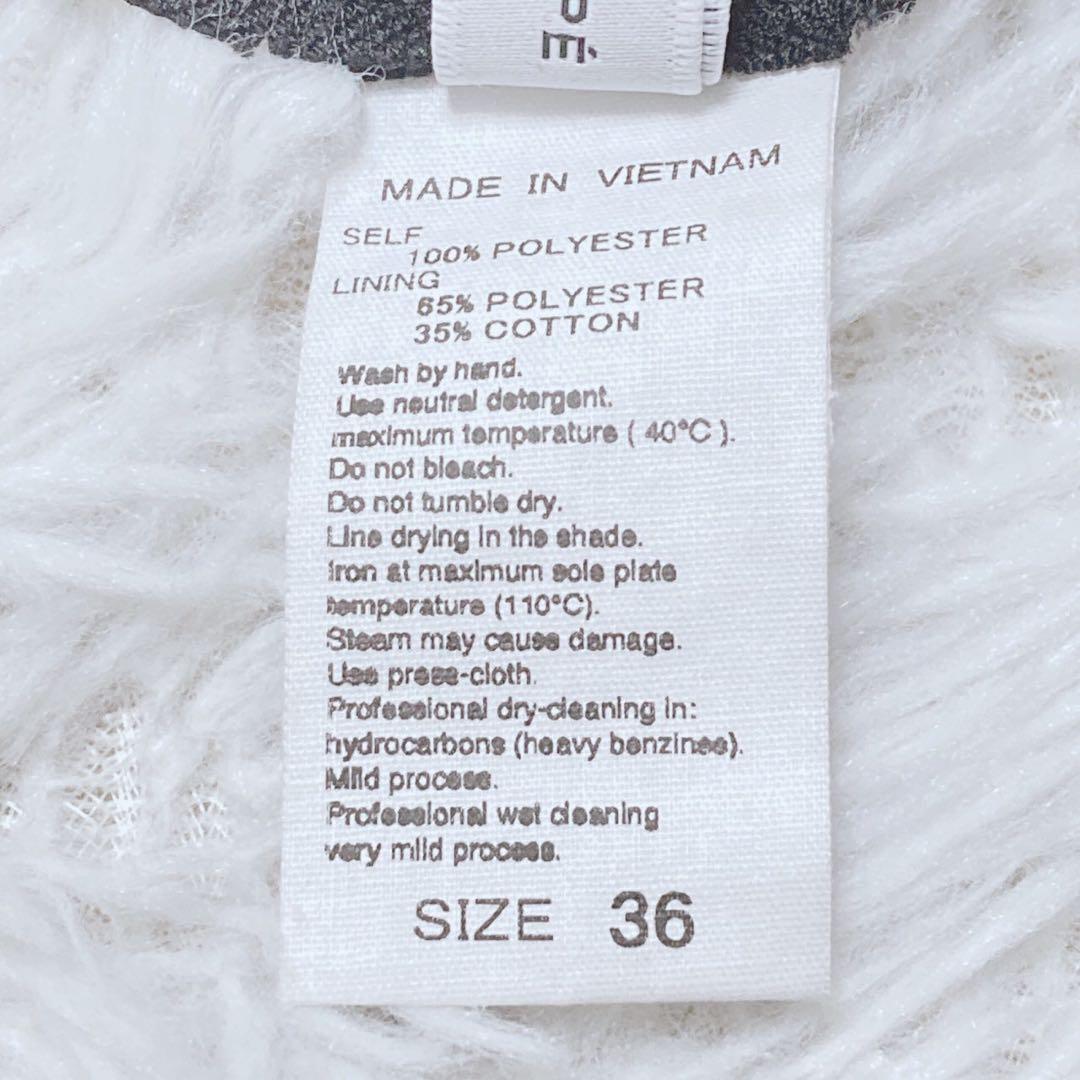 E.
MADE IN VIETNAM
SELF
100% POLYESTER
LINING
65% POLYESTER
35% COTTON
Wash by hand.
Use neutral detergent.
maximum temperature ( 40°C ).
Do not bleach.
Do not tumble dry.
Line drying in the shade.
Iron at maximum sole plate
temperature (110°C).
Steam may cause damage.
Use press-cloth.
Professional dry-cleaning in:
hydrocarbons (heavy benzines).
Mild process.
Professional wet cleaning
very mild process.
SIZE 36